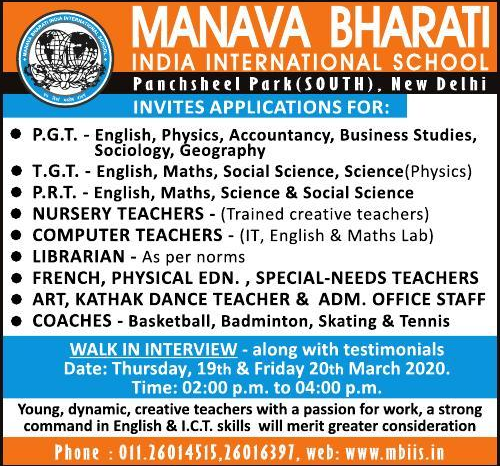 MANAVA BHARATI
INDIA INTERNATIONAL SCHOOL
Panchsheel Park(SOUTH), New Delhi
INVITES APPLICATIONS FOR:
● P.G.T. - English, Physics, Accountancy, Business Studies,
Sociology, Geography
● T.G.T. - English, Maths, Social Science, Science(Physics)
● P.R.T. - English, Maths, Science & Social Science
● NURSERY TEACHERS - (Trained creative teachers)
● COMPUTER TEACHERS - (IT, English & Maths Lab)
● LIBRARIAN - As per norms
● FRENCH, PHYSICAL EDN. , SPECIAL-NEEDS TEACHERS
● ART, KATHAK DANCE TEACHER & ADM. OFFICE STAFF
● COACHES - Basketball, Badminton, Skating & Tennis
WALK IN INTERVIEW - along with testimonials
Date: Thursday, 19th & Friday 20th March 2020.
Time: 02:00 p.m. to 04:00 p.m.
Young, dynamic, creative teachers with a passion for work, a strong
command in English & I.C.T. skills will merit greater consideration
Phone : 011.26014515,26016397, web: www.mbiis.in